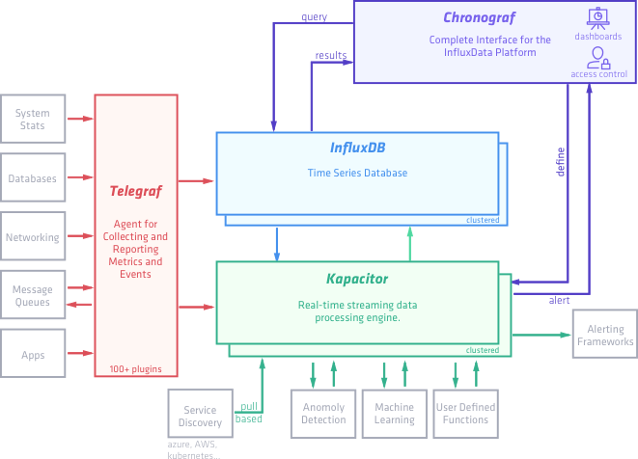 Chronograf
Complete Interface for the
InfluxData Platform
dashboards
access control
query
results
System
Stats
Databases
Networking
Message
Queues
Apps
Telegraf
Agent for
Collecting and
Reporting
Metrics and
Events
100+ plugins
InfluxDB
Time Series Database
clustered
define
Kapacitor
Real-time streaming data
processing engine.
clustered
alert
Alerting
Frameworks
Service
Discovery
azure, AWS,
kubernetes...
pull
based
Anomoly
Detection
Machine
Learning
User Defined
Functions